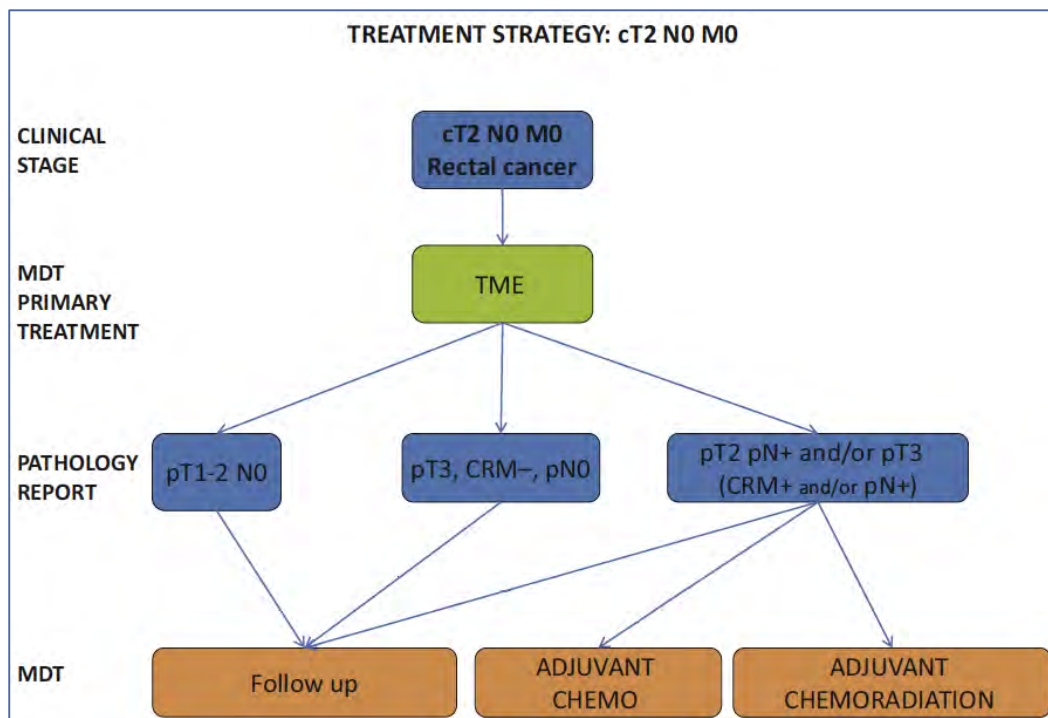 TREATMENT STRATEGY: cT2 N0 M0
CLINICAL
STAGE
cT2 N0 M0
Rectal cancer
MDT
PRIMARY
TREATMENT
TME
PATHOLOGY
REPORT
pT1-2 N0
pT3, CRM–, pN0
pT2 pN+ and/or pT3
(CRM+ and/or pN+)
MDT
Follow up
ADJUVANT
CHEMO
ADJUVANT
CHEMORADIATION